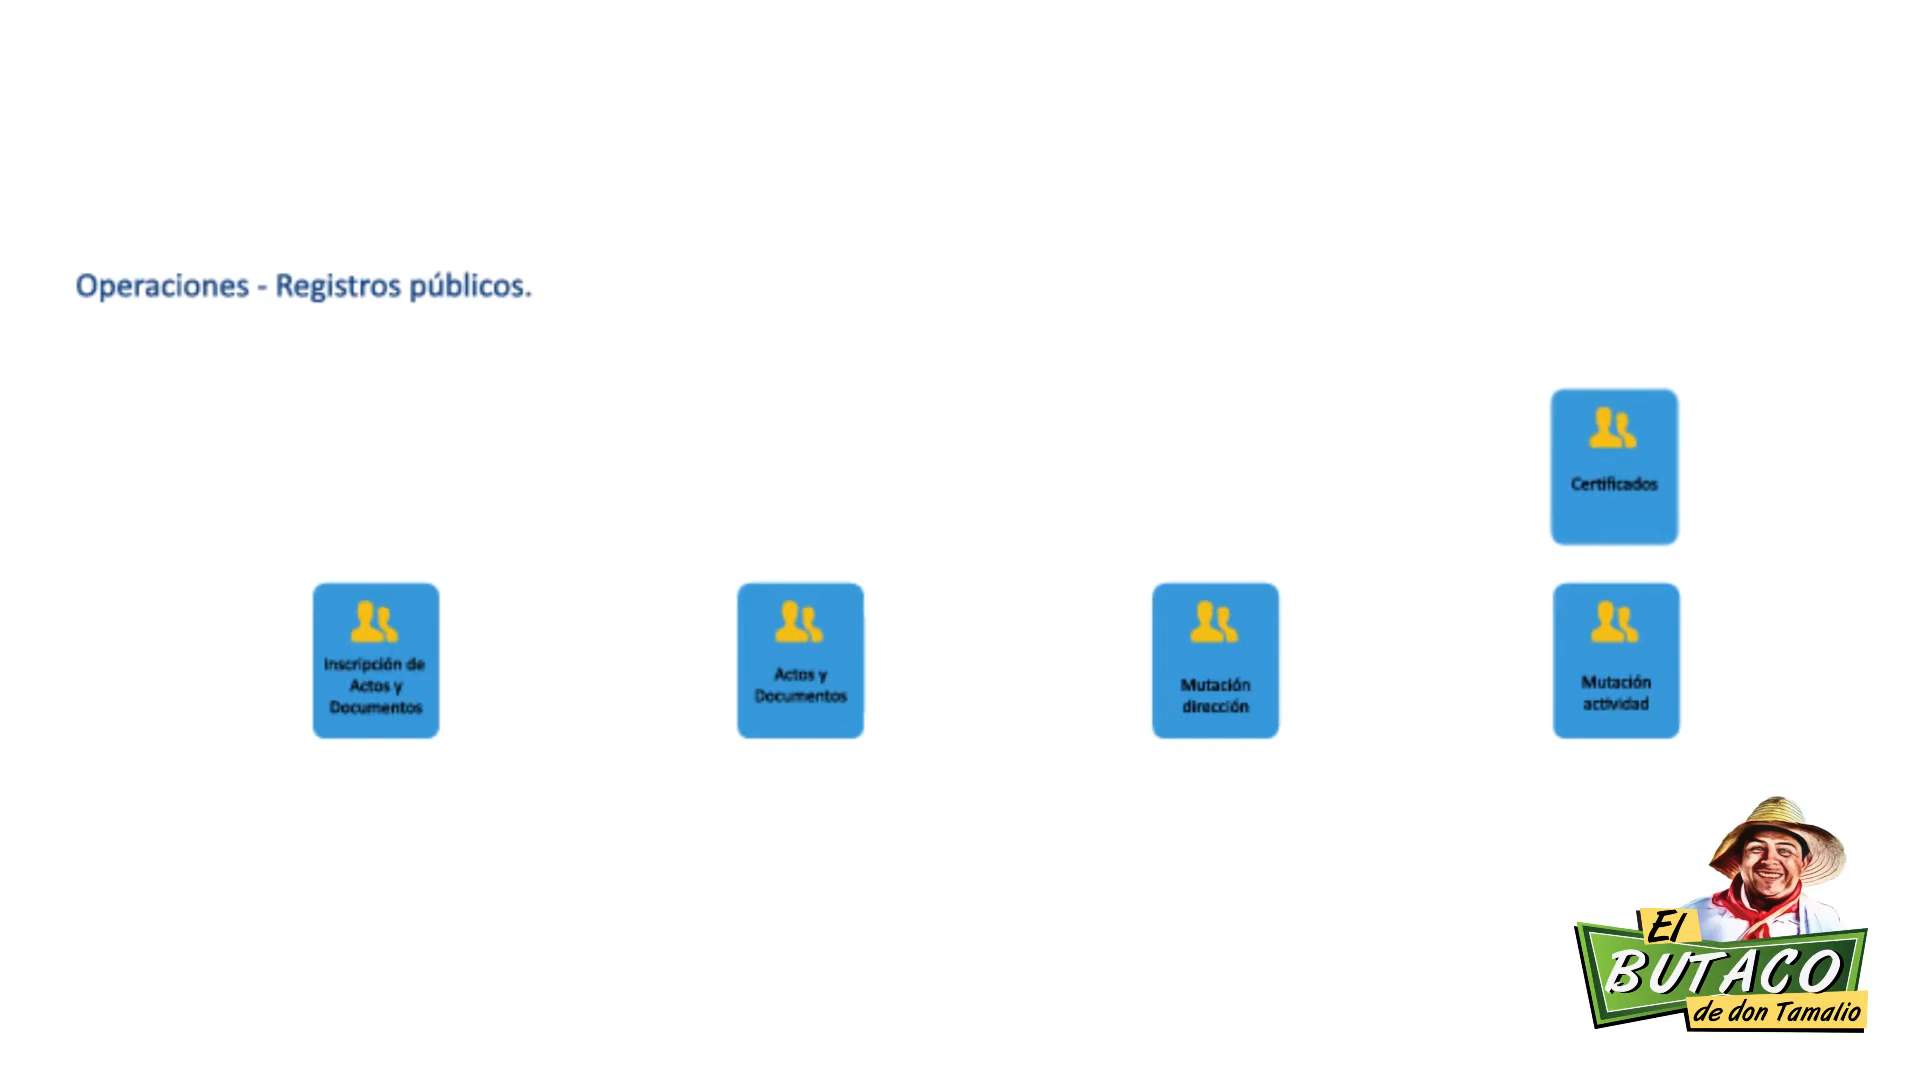 Operaciones - Registros públicos.
Certificados
Inscripción de
Actos y
Documentos
Actos y
Documentos
Mutación
dirección
Mutación
actividad
El
BUTACO
de don Tamalio